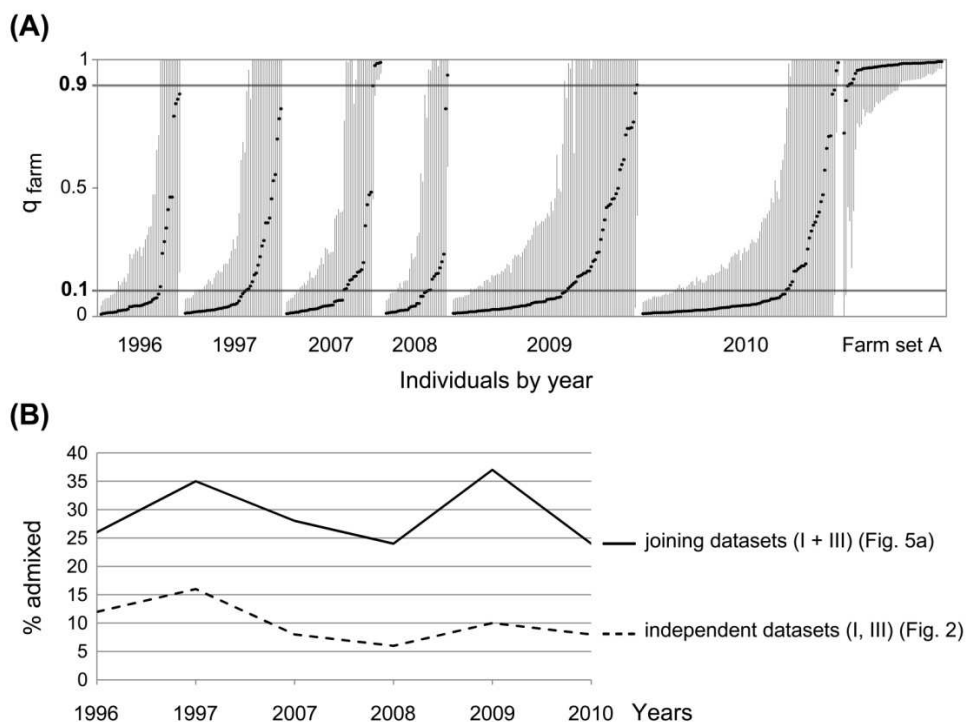 (A)
1
0.9
q farm
0.5
0.1
0
1996 1997 2007 2008 2009 2010 Farm set A
Individuals by year
(B)
40
35
30
25
20
15
10
5
0
% admixed
joining datasets (I + III) (Fig. 5a)
independent datasets (I, III) (Fig. 2)
1996 1997 2007 2008 2009 2010 Years